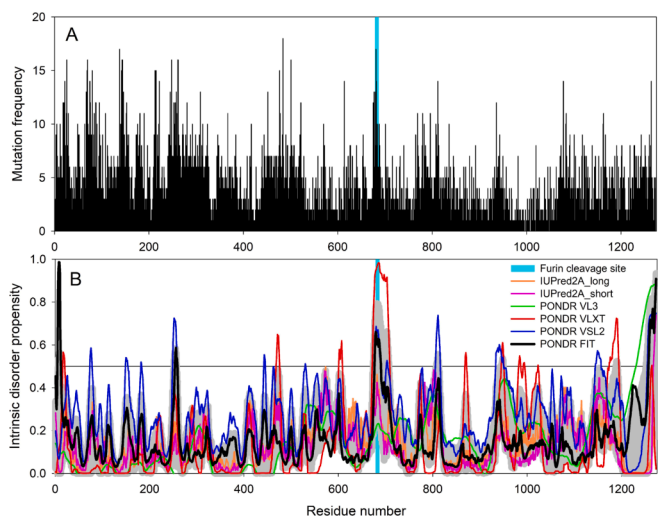 A
Mutation frequency
20
15
10
5
0
0 200 400 600 800 1000 1200
B
Intrinsic disorder propensity
1.0
0.8
0.6
0.4
0.2
0.0
Furin cleavage site
IUPred2A_long
IUPred2A_short
PONDR VL3
PONDR VLXT
PONDR VSL2
PONDR FIT
0 200 400 600 800 1000 1200
Residue number